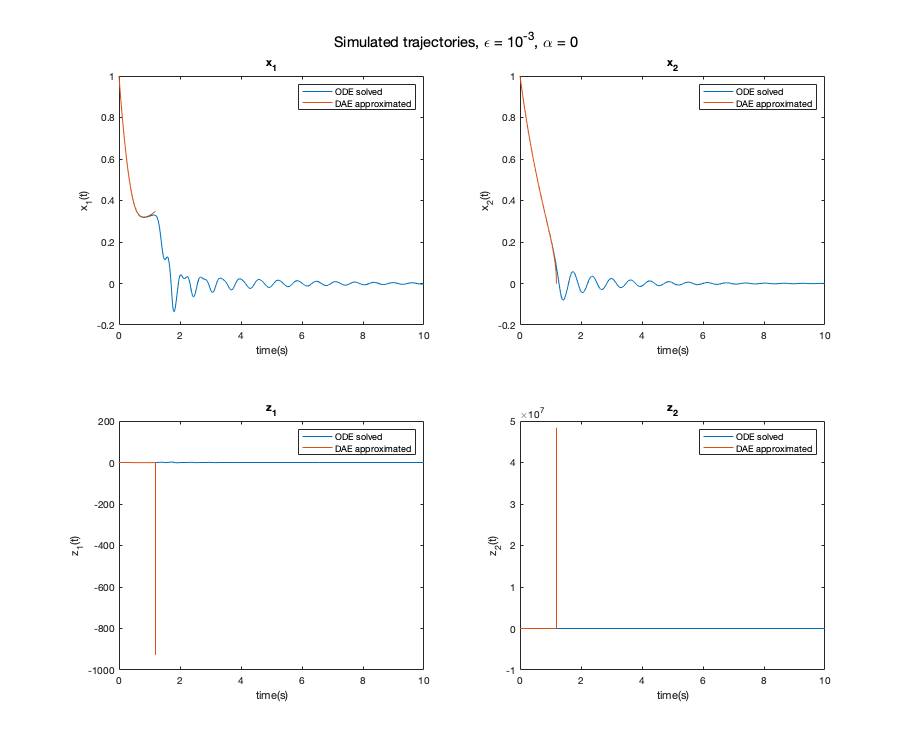 Simulated trajectories, ϵ = 10⁻³, α = 0
x₁
1
0.8
0.6
0.4
0.2
0
-0.2
x₁(t)
ODE solved
DAE approximated
0 2 4 6 8 10
time(s)
x₂
1
0.8
0.6
0.4
0.2
0
-0.2
x₂(t)
ODE solved
DAE approximated
0 2 4 6 8 10
time(s)
z₁
200
0
-200
-400
-600
-800
-1000
z₁(t)
ODE solved
DAE approximated
0 2 4 6 8 10
time(s)
z₂
×10⁷
5
4
3
2
1
0
-1
z₂(t)
ODE solved
DAE approximated
0 2 4 6 8 10
time(s)